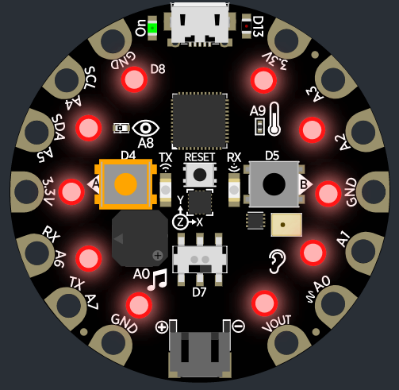 On
D13
GND
3.3V
D8
SCL
A4
A3
SDA
A5
A8
A9
A2
D4
TX
RESET
RX
D5
3.3V
A
B
GND
Y
Z
X
RX
A6
A1
A0
TX
A7
D7
A0
GND
VOUT